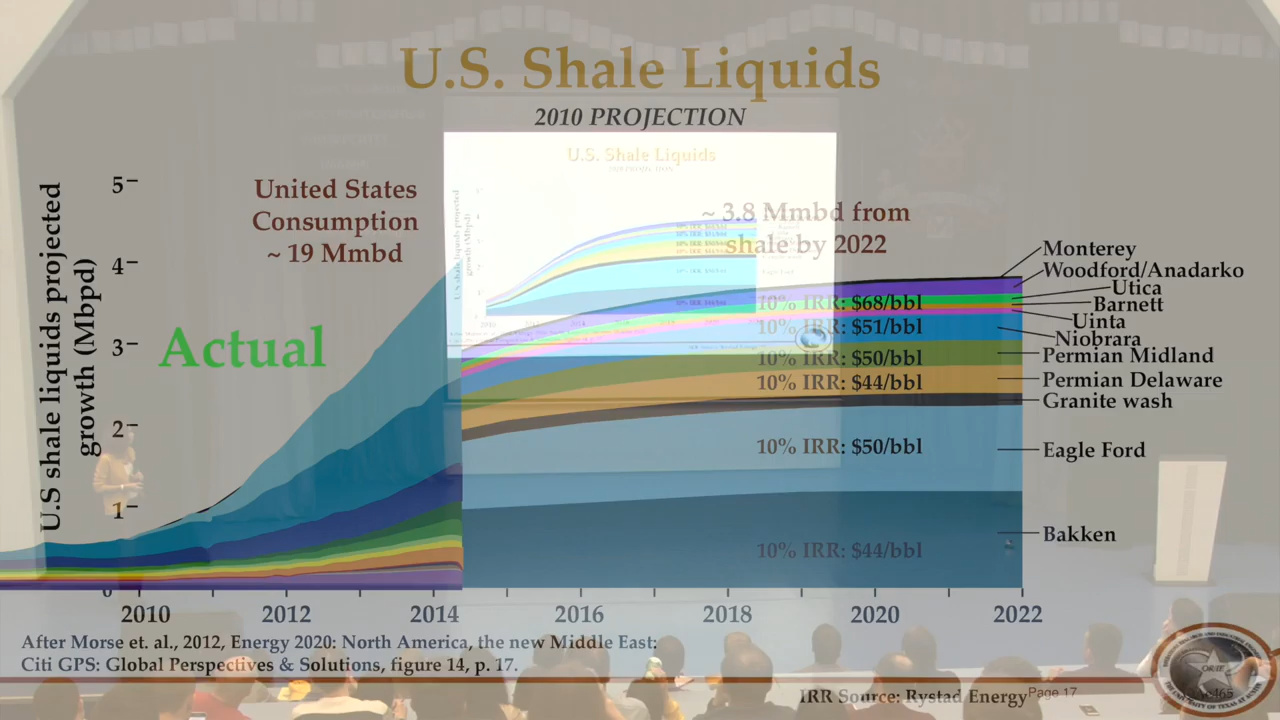 U.S. Shale Liquids
2010 PROJECTION
U.S. Shale Liquids
U.S shale liquids projected
growth (Mbpd)
5
4
3
2
1
0
United States
Consumption
~ 19 Mmbd
Actual
~ 3.8 Mmbd from
shale by 2022
10% IRR: $68/bbl
10% IRR: $51/bbl
10% IRR: $50/bbl
10% IRR: $44/bbl
10% IRR: $50/bbl
10% IRR: $44/bbl
Monterey
Woodford/Anadarko
Utica
Barnett
Uinta
Niobrara
Permian Midland
Permian Delaware
Granite wash
Eagle Ford
Bakken
2010
2012
2014
2016
2018
2020
2022
After Morse et. al., 2012, Energy 2020: North America, the new Middle East:
Citi GPS: Global Perspectives & Solutions, figure 14, p. 17.
IRR Source: Rystad Energy
Page 17